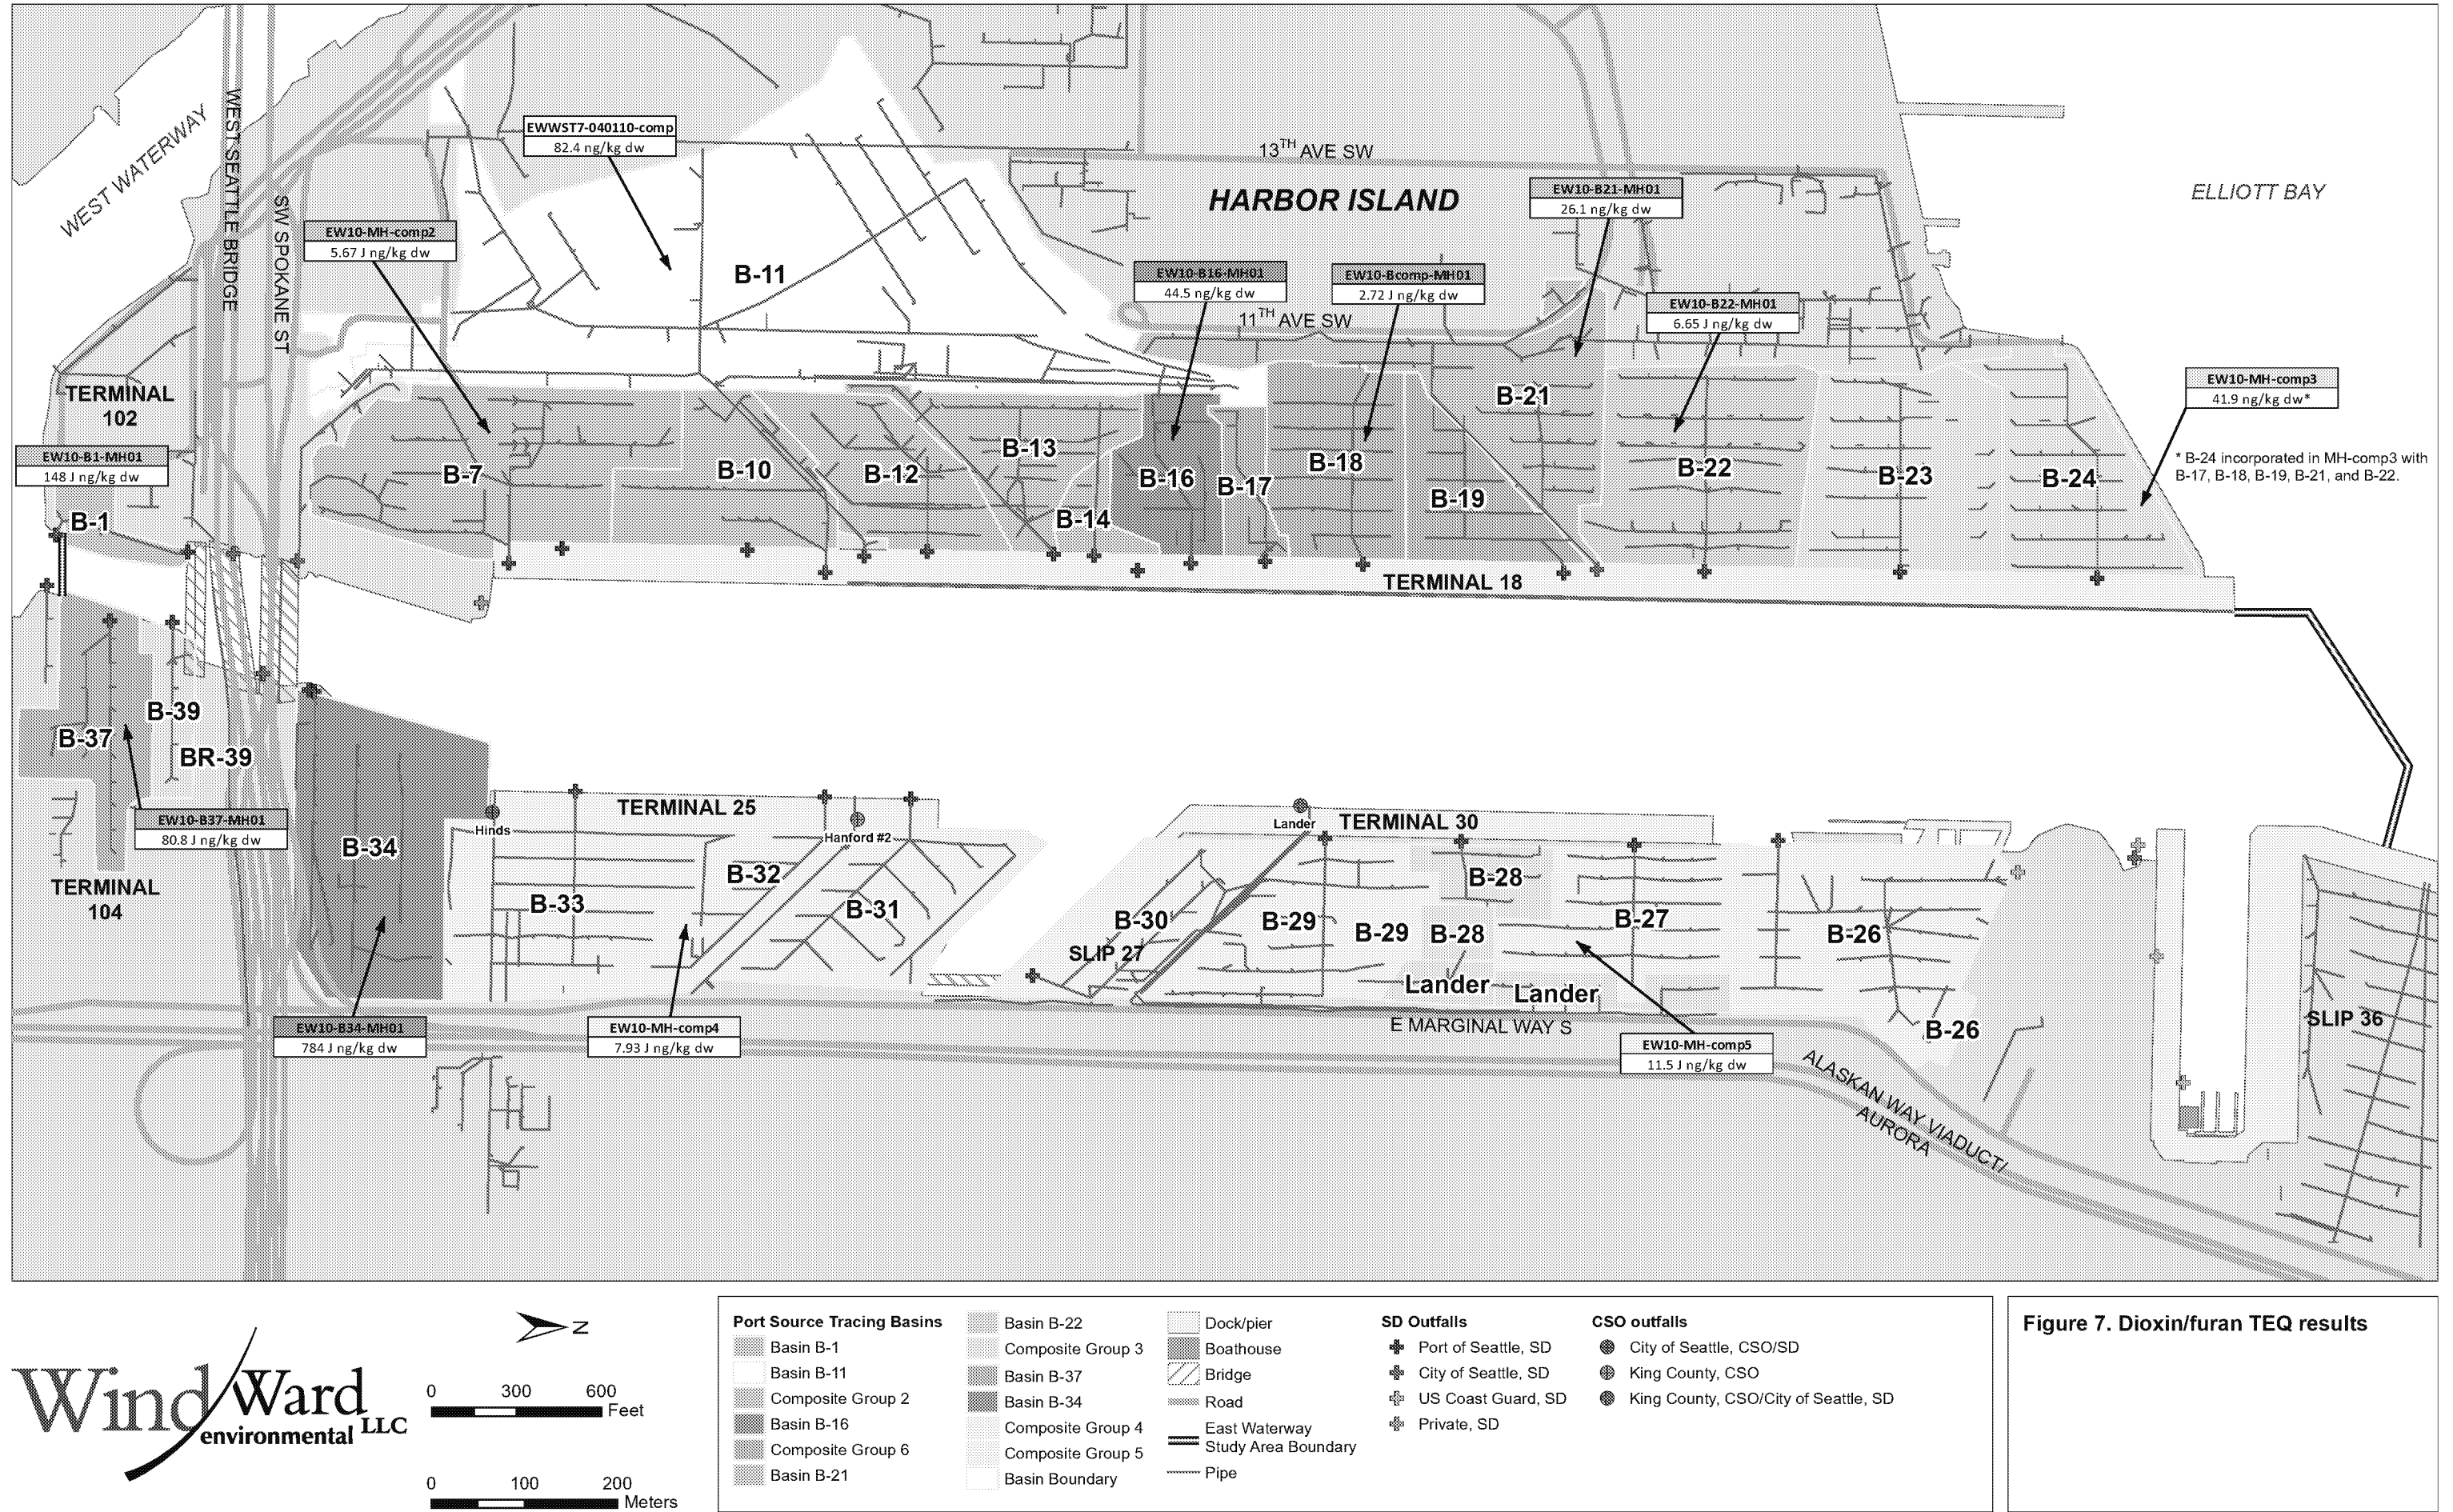 WEST WATERWAY
WEST SEATTLE BRIDGE
SW SPOKANE ST
EWWST7-040110-comp
82.4 ng/kg dw
13TH AVE SW
HARBOR ISLAND
ELLIOTT BAY
EW10-B21-MH01
26.1 ng/kg dw
EW10-MH-comp2
5.67 J ng/kg dw
B-11
EW10-B16-MH01
44.5 ng/kg dw
EW10-Bcomp-MH01
2.72 J ng/kg dw
EW10-B22-MH01
6.65 J ng/kg dw
11TH AVE SW
TERMINAL
102
EW10-MH-comp3
41.9 ng/kg dw*
* B-24 incorporated in MH-comp3 with
B-17, B-18, B-19, B-21, and B-22.
EW10-B1-MH01
148 J ng/kg dw
B-1
B-7
B-10
B-12
B-13
B-14
B-16
B-17
B-18
B-19
B-21
B-22
B-23
B-24
TERMINAL 18
B-39
B-37
BR-39
EW10-B37-MH01
80.8 J ng/kg dw
TERMINAL
104
B-34
Hinds
TERMINAL 25
Hanford #2
B-33
B-32
B-31
Lander
TERMINAL 30
B-30
SLIP 27
B-29
B-29
B-28
B-28
B-27
B-26
Lander
Lander
B-26
SLIP 36
E MARGINAL WAY S
EW10-B34-MH01
784 J ng/kg dw
EW10-MH-comp4
7.93 J ng/kg dw
EW10-MH-comp5
11.5 J ng/kg dw
ALASKAN WAY VIADUCT/
AURORA
WindWard
environmental LLC
N
0 300 600
Feet
0 100 200
Meters
Port Source Tracing Basins
Basin B-1
Basin B-11
Composite Group 2
Basin B-16
Composite Group 6
Basin B-21
Basin B-22
Composite Group 3
Basin B-37
Basin B-34
Composite Group 4
Composite Group 5
Basin Boundary
Dock/pier
Boathouse
Bridge
Road
East Waterway
Study Area Boundary
Pipe
SD Outfalls
Port of Seattle, SD
City of Seattle, SD
US Coast Guard, SD
Private, SD
CSO outfalls
City of Seattle, CSO/SD
King County, CSO
King County, CSO/City of Seattle, SD
Figure 7. Dioxin/furan TEQ results